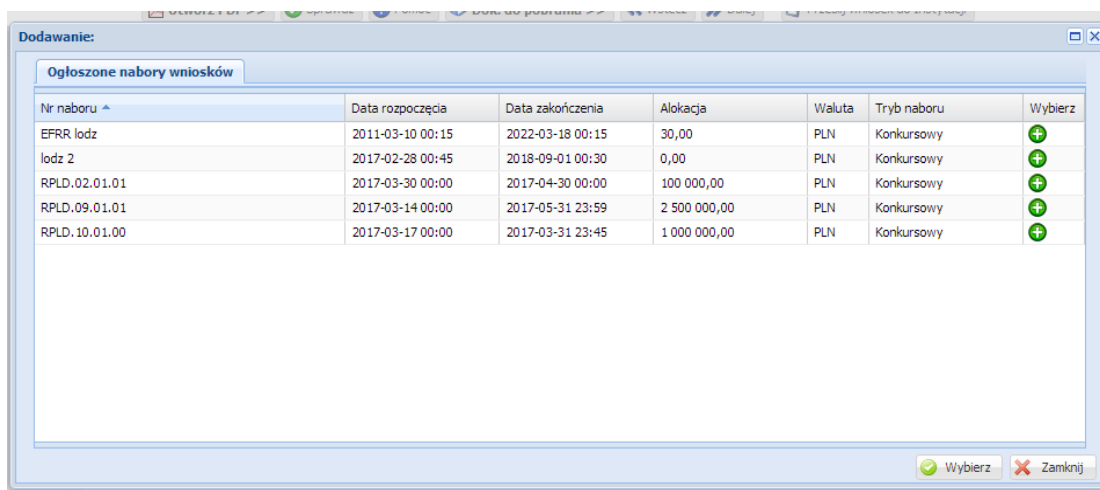 Dodawanie:
Ogłoszone nabory wniosków
Nr naboru Data rozpoczęcia Data zakończenia Alokacja Waluta Tryb naboru Wybierz
EFRR lodz 2011-03-10 00:15 2022-03-18 00:15 30,00 PLN Konkursowy
lodz 2 2017-02-28 00:45 2018-09-01 00:30 0,00 PLN Konkursowy
RPLD.02.01.01 2017-03-30 00:00 2017-04-30 00:00 100 000,00 PLN Konkursowy
RPLD.09.01.01 2017-03-14 00:00 2017-05-31 23:59 2 500 000,00 PLN Konkursowy
RPLD.10.01.00 2017-03-17 00:00 2017-03-31 23:45 1 000 000,00 PLN Konkursowy
Wybierz Zamknij